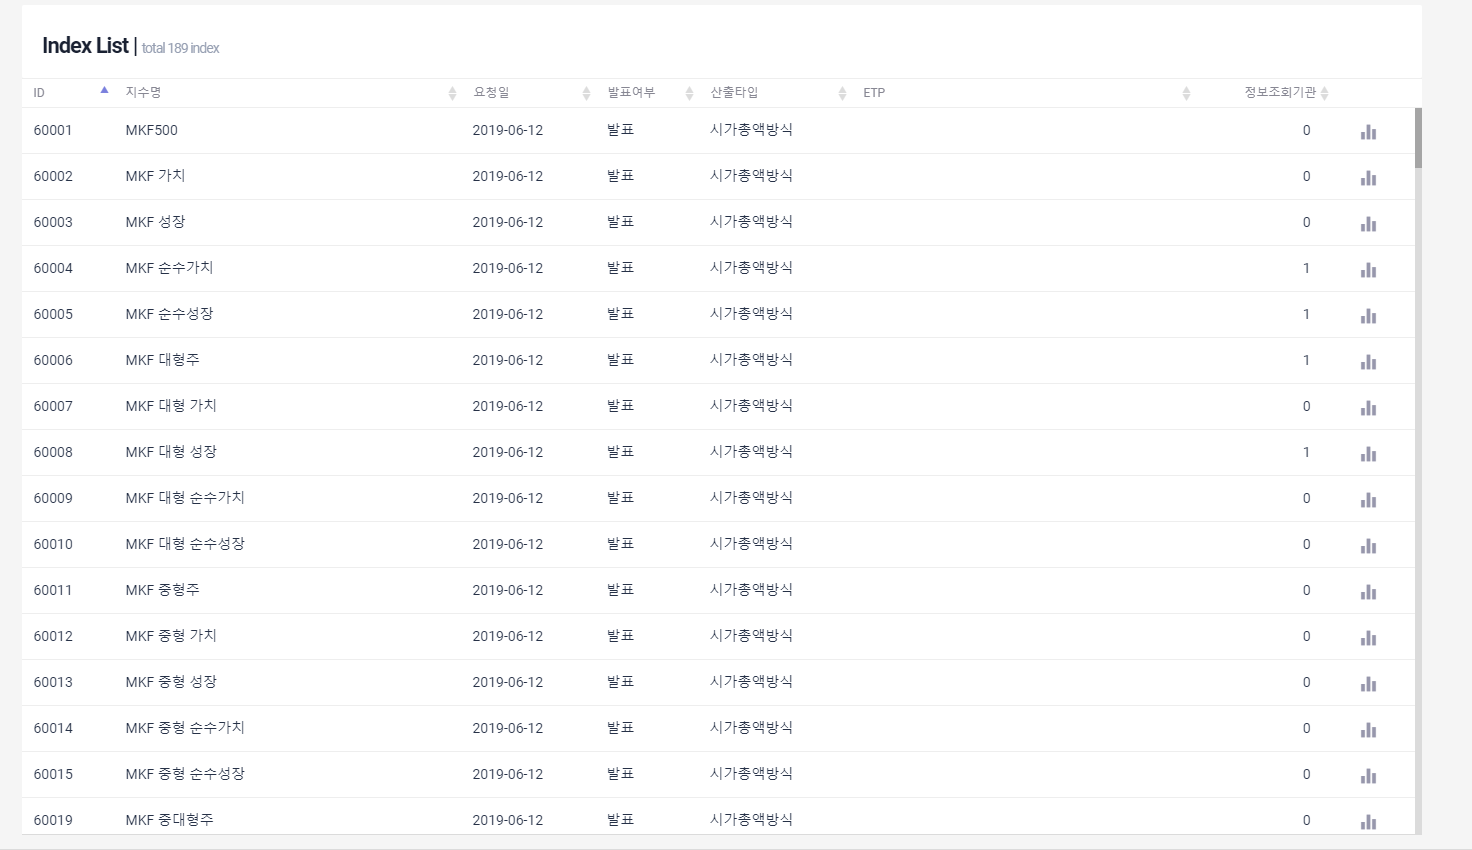 Index List | total 189 index
ID 지수명 요청일 발표여부 산출타입 ETP 정보조회기관
60001 MKF500 2019-06-12 발표 시가총액방식 0
60002 MKF 가치 2019-06-12 발표 시가총액방식 0
60003 MKF 성장 2019-06-12 발표 시가총액방식 0
60004 MKF 순수가치 2019-06-12 발표 시가총액방식 1
60005 MKF 순수성장 2019-06-12 발표 시가총액방식 1
60006 MKF 대형주 2019-06-12 발표 시가총액방식 1
60007 MKF 대형 가치 2019-06-12 발표 시가총액방식 0
60008 MKF 대형 성장 2019-06-12 발표 시가총액방식 1
60009 MKF 대형 순수가치 2019-06-12 발표 시가총액방식 0
60010 MKF 대형 순수성장 2019-06-12 발표 시가총액방식 0
60011 MKF 중형주 2019-06-12 발표 시가총액방식 0
60012 MKF 중형 가치 2019-06-12 발표 시가총액방식 0
60013 MKF 중형 성장 2019-06-12 발표 시가총액방식 0
60014 MKF 중형 순수가치 2019-06-12 발표 시가총액방식 0
60015 MKF 중형 순수성장 2019-06-12 발표 시가총액방식 0
60019 MKF 중대형주 2019-06-12 발표 시가총액방식 0